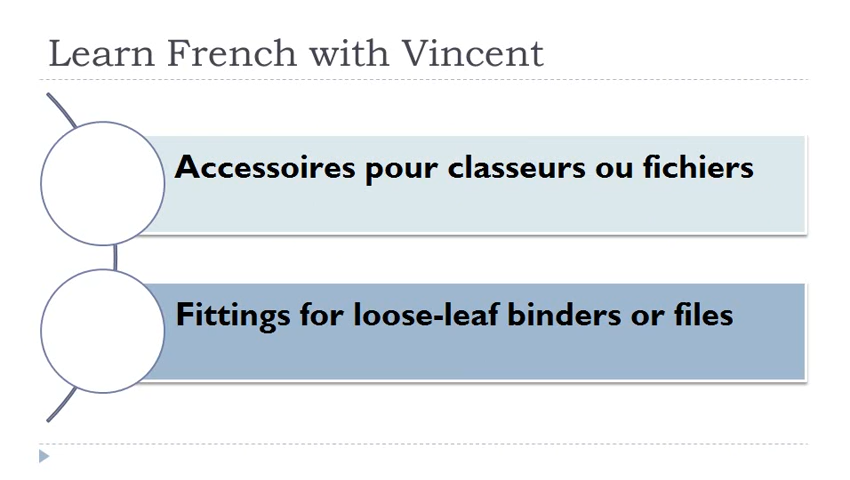 Learn French with Vincent
Accessoires pour classeurs ou fichiers
Fittings for loose-leaf binders or files